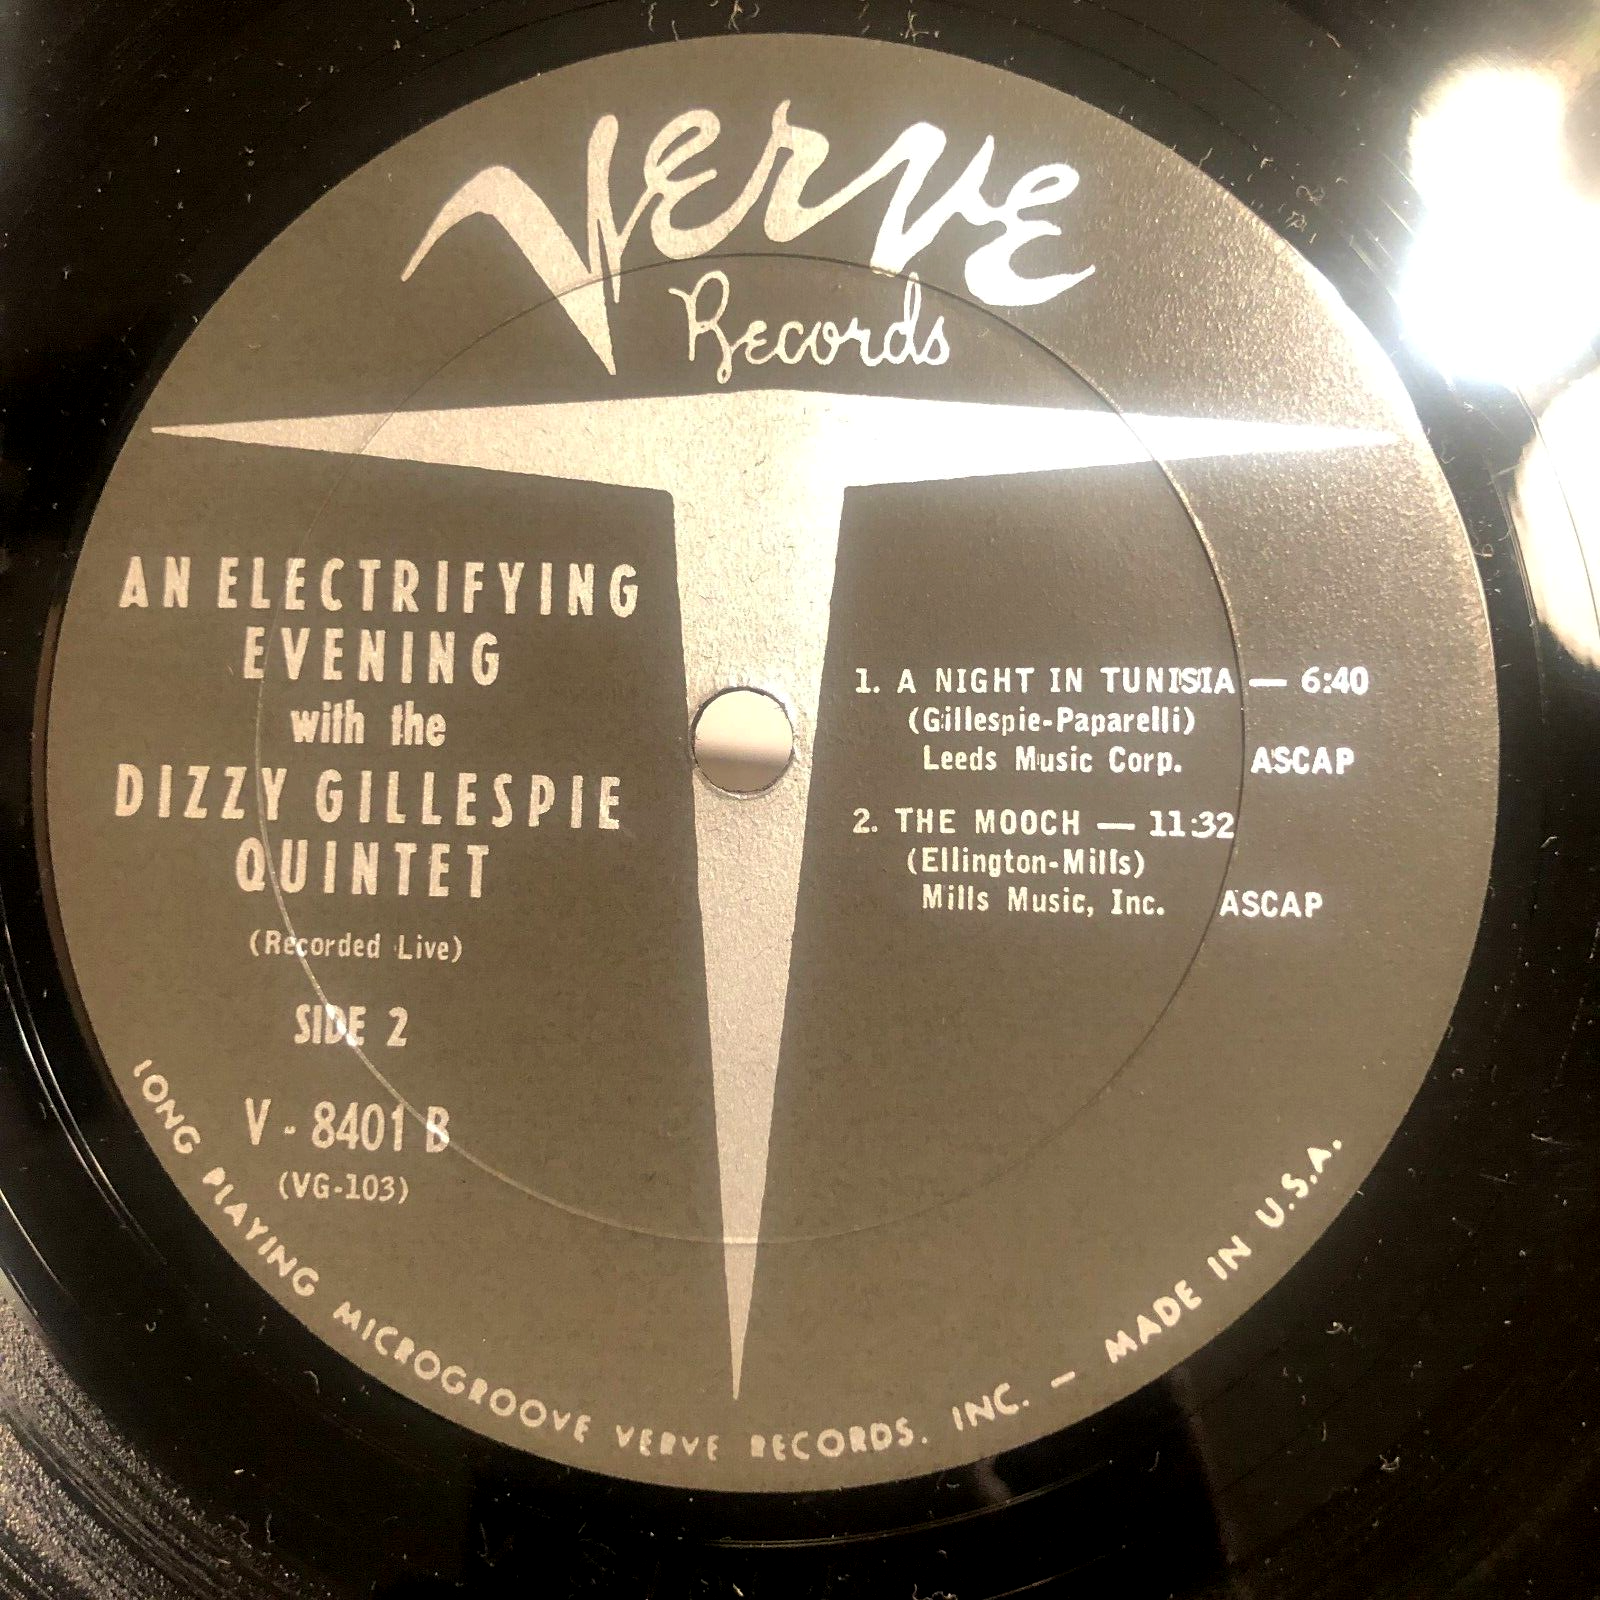 Verve
Records
AN ELECTRIFYING
EVENING
with the
DIZZY GILLESPIE
QUINTET
(Recorded Live)
SIDE 2
V - 8401 B
(VG-103)
1. A NIGHT IN TUNISIA — 6:40
(Gillespie-Paparelli)
Leeds Music Corp. ASCAP
2. THE MOOCH — 11:32
(Ellington-Mills)
Mills Music, Inc. ASCAP
LONG PLAYING MICROGROOVE VERVE RECORDS, INC. — MADE IN U.S.A.